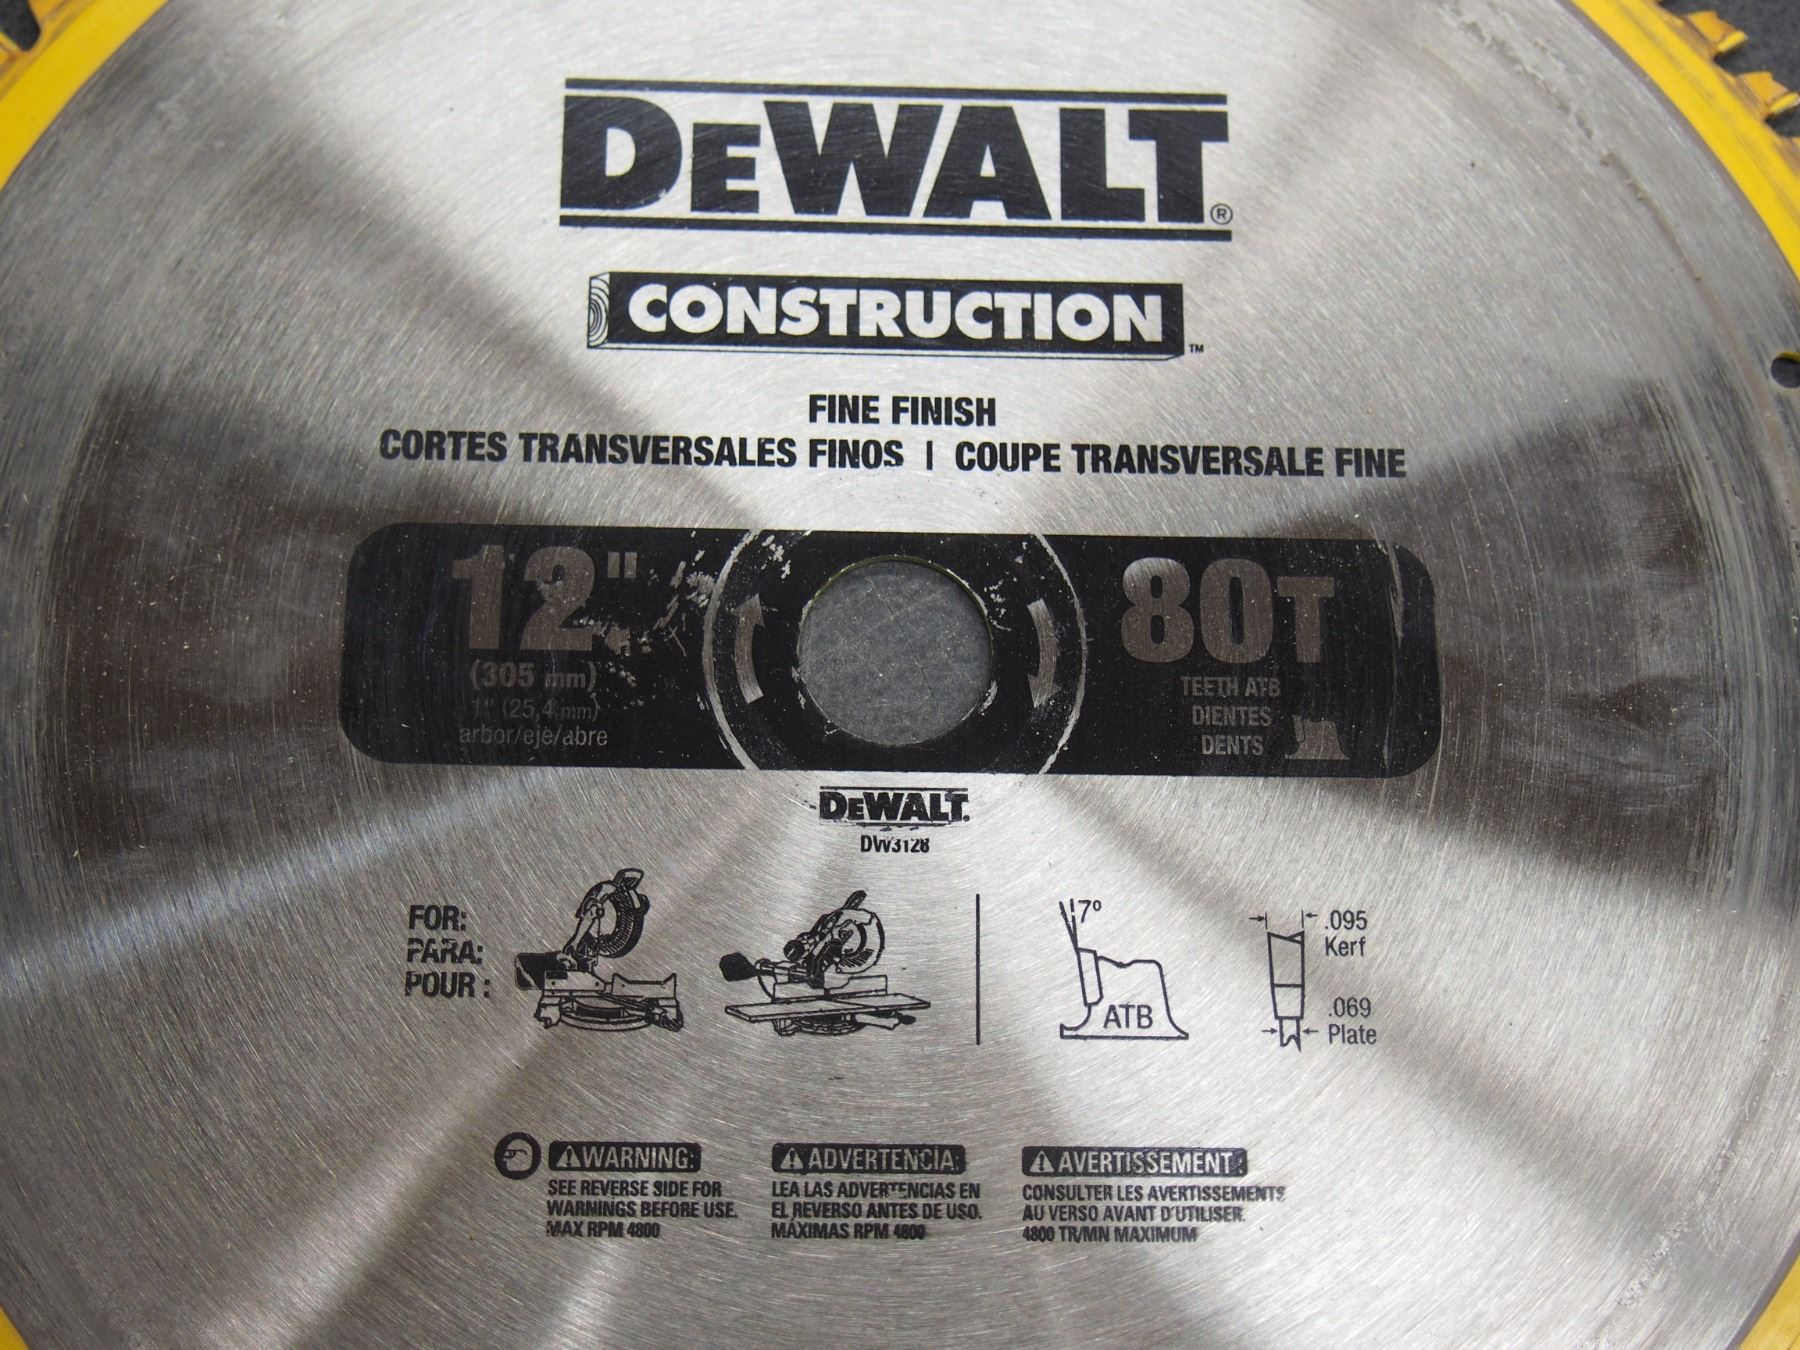 DEWALT®
CONSTRUCTION™
FINE FINISH
CORTES TRANSVERSALES FINOS | COUPE TRANSVERSALE FINE
12"
(305 mm)
1" (25,4 mm)
arbor/eje/abre
80T
TEETH ATB
DIENTES
DENTS
DEWALT.
DW3128
FOR:
PARA:
POUR :
7°
ATB
.095
Kerf
.069
Plate
WARNING:
SEE REVERSE SIDE FOR
WARNINGS BEFORE USE.
MAX RPM 4800
ADVERTENCIA:
LEA LAS ADVERTENCIAS EN
EL REVERSO ANTES DE USO.
MÁXIMAS RPM 4800
AVERTISSEMENT:
CONSULTER LES AVERTISSEMENTS
AU VERSO AVANT D'UTILISER.
4800 TR/MN MAXIMUM